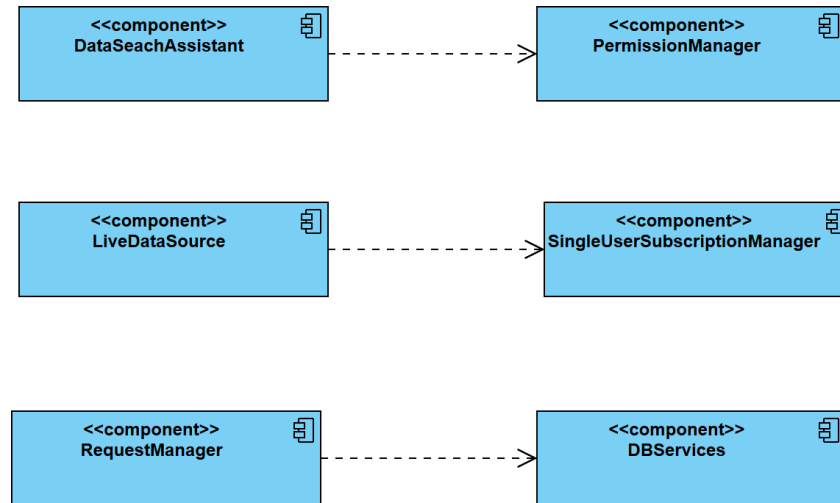 <<component>>
DataSeachAssistant
<<component>>
PermissionManager
<<component>>
LiveDataSource
<<component>>
SingleUserSubscriptionManager
<<component>>
RequestManager
<<component>>
DBServices